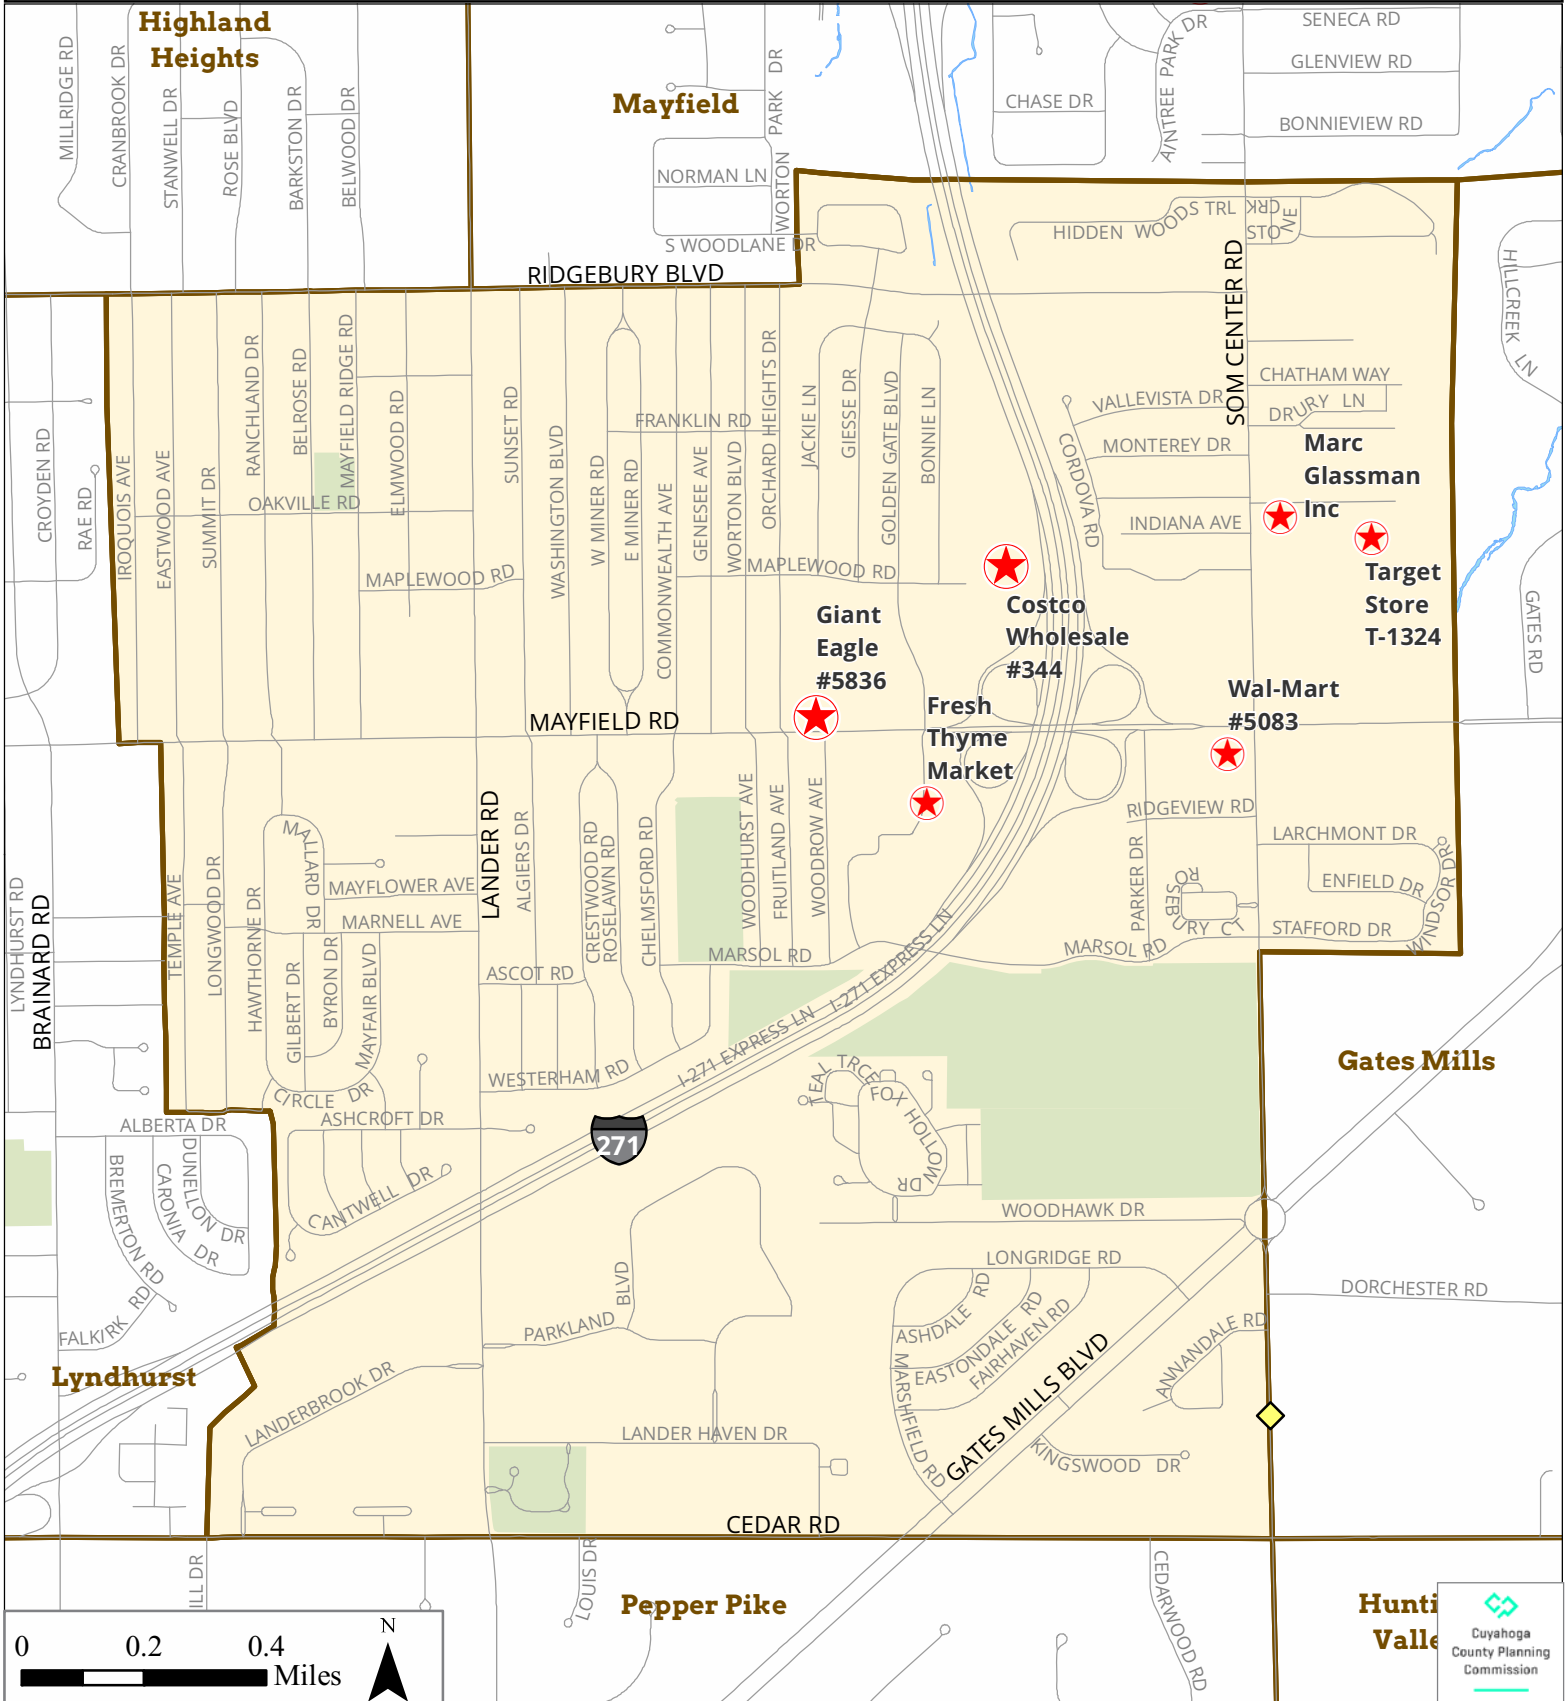 Highland
Heights
Mayfield
MILLRIDGE RD
CRANBROOK DR
STANWELL DR
ROSE BLVD
BARKSTON DR
BELWOOD DR
WORTON PARK DR
NORMAN LN
S WOODLANE DR
CHASE DR
AINTREE PARK DR
SENECA RD
GLENVIEW RD
BONNIEVIEW RD
HIDDEN WOODS TRL
STO
CRK
AVE
HILLCREEK LN
RIDGEBURY BLVD
SOM CENTER RD
CROYDEN RD
RAE RD
IROQUOIS AVE
EASTWOOD AVE
SUMMIT DR
RANCHLAND DR
BELROSE RD
MAYFIELD RIDGE RD
ELMWOOD RD
OAKVILLE RD
MAPLEWOOD RD
SUNSET RD
WASHINGTON BLVD
W MINER RD
E MINER RD
COMMONWEALTH AVE
GENESEE AVE
WORTON BLVD
ORCHARD HEIGHTS DR
FRANKLIN RD
MAPLEWOOD RD
JACKIE LN
GIESSE DR
GOLDEN GATE BLVD
BONNIE LN
CORDOVA RD
VALLEVISTA DR
MONTEREY DR
INDIANA AVE
CHATHAM WAY
DRURY LN
Marc
Glassman
Inc
Target
Store
T-1324
Costco
Wholesale
#344
Giant
Eagle
#5836
Fresh
Thyme
Market
Wal-Mart
#5083
GATES RD
MAYFIELD RD
LANDER RD
BRAINARD RD
LYNDHURST RD
TEMPLE AVE
LONGWOOD DR
HAWTHORNE DR
MALLARD DR
MAYFLOWER AVE
MARNELL AVE
GILBERT DR
BYRON DR
MAYFAIR BLVD
CIRCLE DR
ALGIERS DR
CRESTWOOD RD
ROSELAWN RD
CHELMSFORD RD
WOODHURST AVE
FRUITLAND AVE
WOODROW AVE
ASCOT RD
MARSOL RD
WESTERHAM RD
I-271 EXPRESS LN
I-271 EXPRESS LN
PARKER DR
RIDGEVIEW RD
ROSEBURY CT
MARSOL RD
LARCHMONT DR
ENFIELD DR
STAFFORD DR
WINDSOR DR
Gates Mills
ALBERTA DR
ASHCROFT DR
CANTWELL DR
BREMERTON RD
CARONIA DR
DUNELLON DR
FALKIRK RD
271
TEAL TRCE
FOX HOLLOW DR
WOODHAWK DR
LONGRIDGE RD
ASHDALE RD
EASTONDALE RD
FAIRHAVEN RD
MARSHFIELD RD
GATES MILLS BLVD
ANNANDALE RD
KINGSWOOD DR
DORCHESTER RD
Lyndhurst
LANDERBROOK DR
PARKLAND BLVD
LANDER HAVEN DR
CEDAR RD
ILL DR
LOUIS DR
Pepper Pike
CEDARWOOD RD
Hunti
Valle
0 0.2 0.4
Miles
N
Cuyahoga
County Planning
Commission